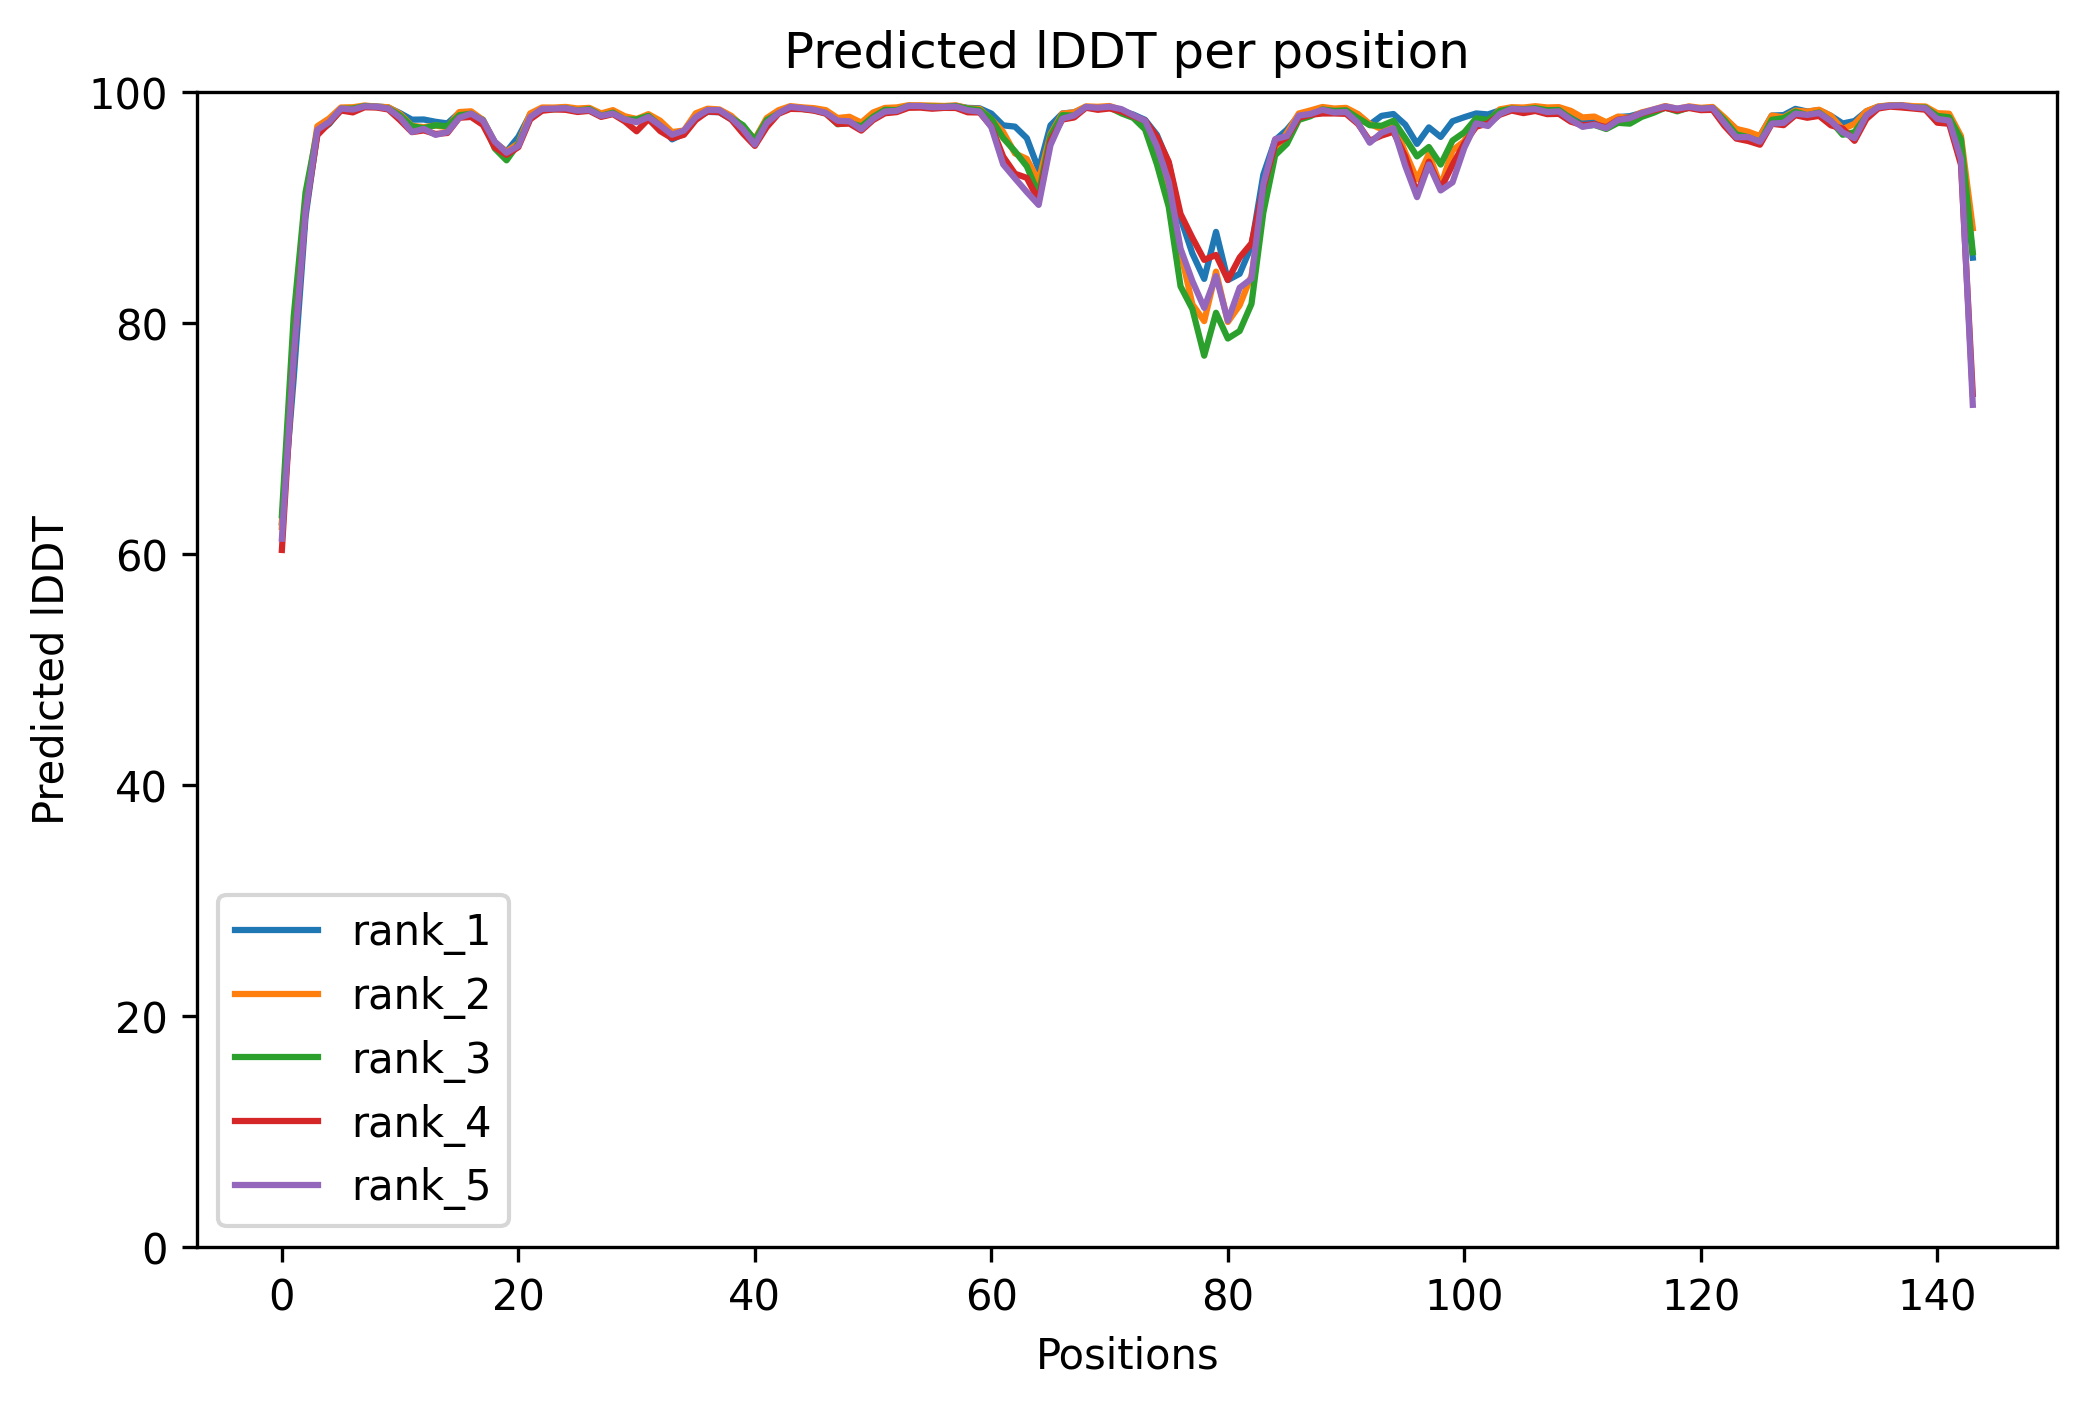 Predicted lDDT per position
100
80
60
40
20
0
Predicted lDDT
rank_1
rank_2
rank_3
rank_4
rank_5
0 20 40 60 80 100 120 140
Positions